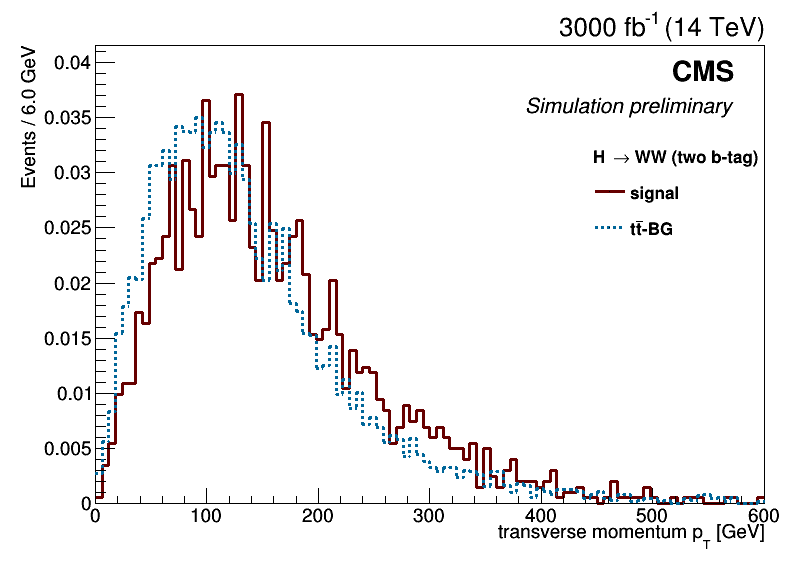 3000 fb-1 (14 TeV)
Events / 6.0 GeV
0.04
0.035
0.03
0.025
0.02
0.015
0.01
0.005
0
CMS
Simulation preliminary
H → WW (two b-tag)
signal
tt̄-BG
0 100 200 300 400 500 600
transverse momentum pT [GeV]